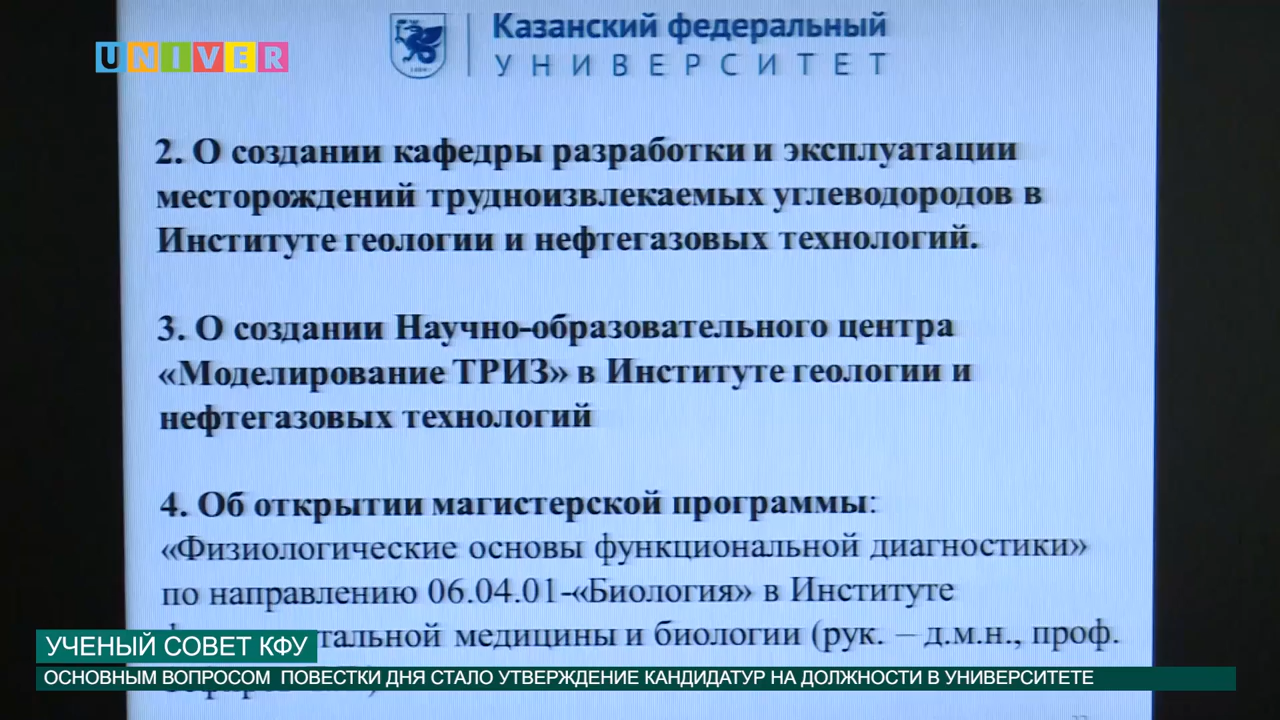 UNIVER
Казанский федеральный
УНИВЕРСИТЕТ
2. О создании кафедры разработки и эксплуатации
месторождений трудноизвлекаемых углеводородов в
Институте геологии и нефтегазовых технологий.
3. О создании Научно-образовательного центра
«Моделирование ТРИЗ» в Институте геологии и
нефтегазовых технологий
4. Об открытии магистерской программы:
«Физиологические основы функциональной диагностики»
по направлению 06.04.01-«Биология» в Институте
тальной медицины и биологии (рук. – д.м.н., проф.
УЧЕНЫЙ СОВЕТ КФУ
ОСНОВНЫМ ВОПРОСОМ ПОВЕСТКИ ДНЯ СТАЛО УТВЕРЖДЕНИЕ КАНДИДАТУР НА ДОЛЖНОСТИ В УНИВЕРСИТЕТЕ